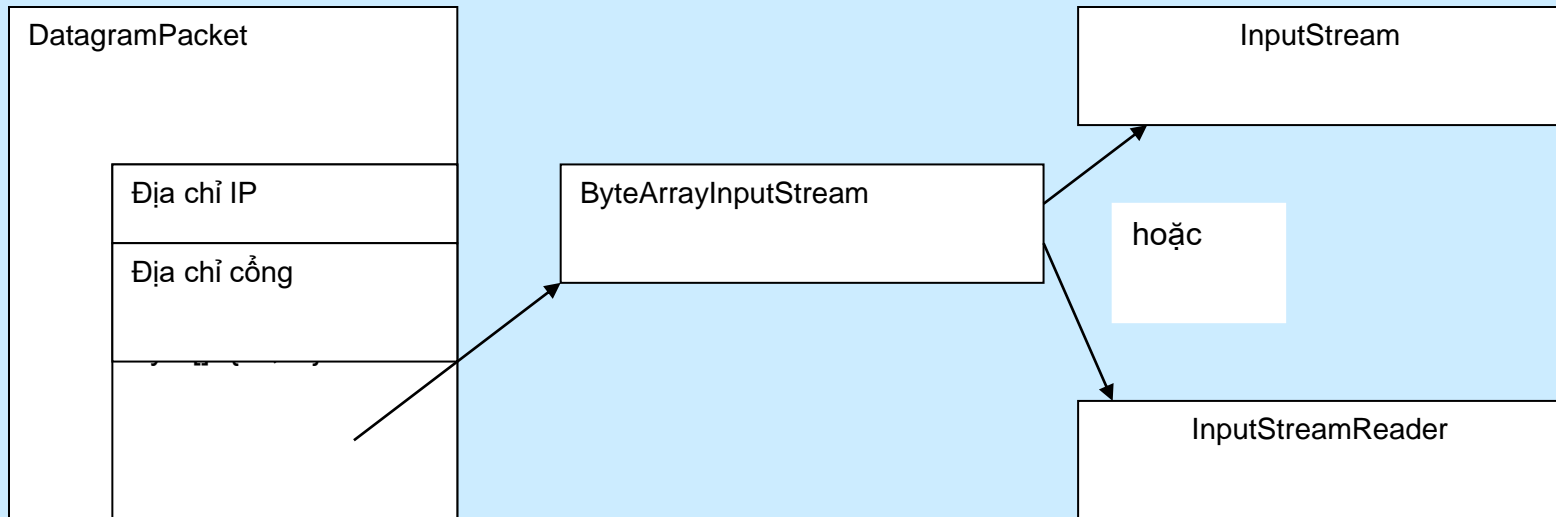 DatagramPacket
InputStream
Địa chỉ IP
ByteArrayInputStream
hoặc
Địa chỉ cổng
InputStreamReader